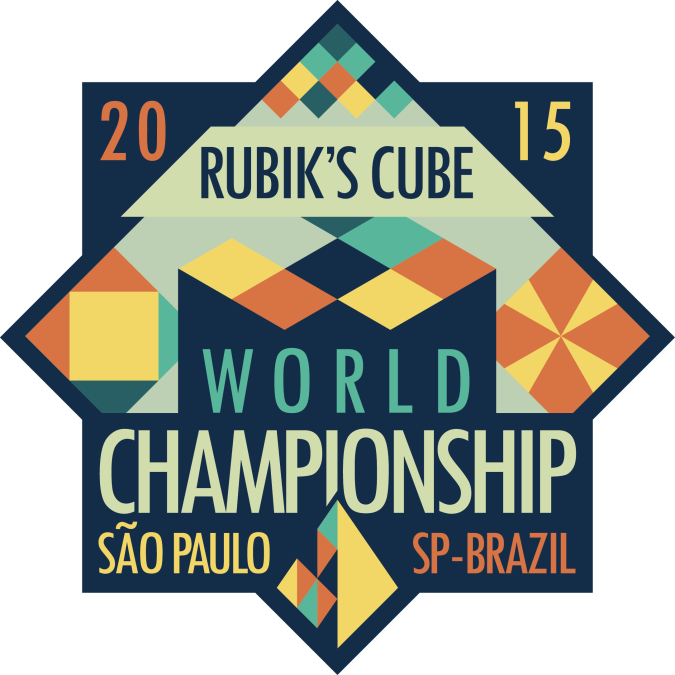 20 15
RUBIK'S CUBE
WORLD
CHAMPIONSHIP
SÃO PAULO SP-BRAZIL